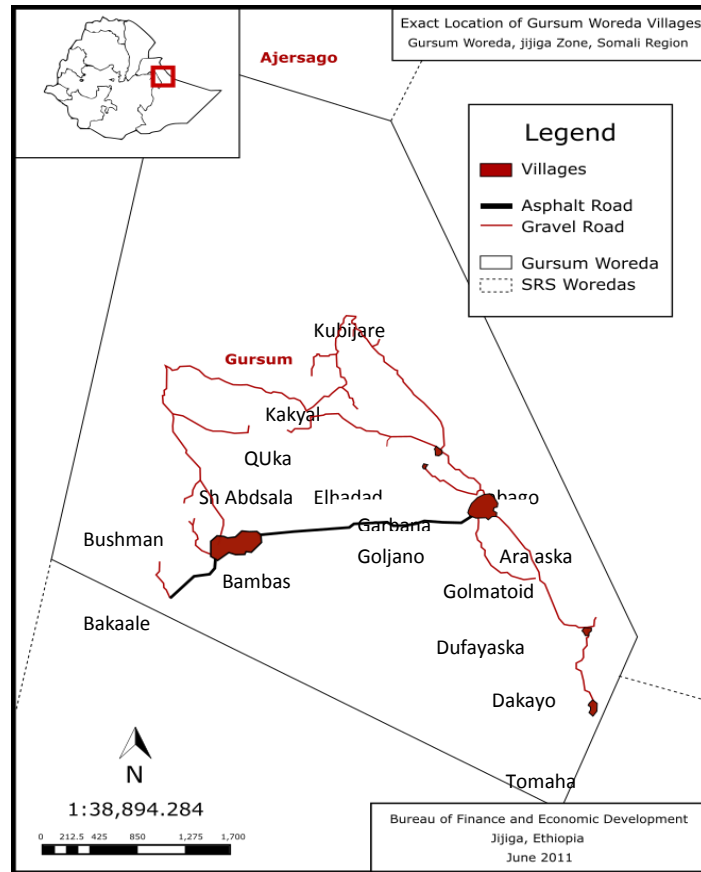 Exact Location of Gursum Woreda Villages
Gursum Woreda, jijiga Zone, Somali Region
Ajersago
Legend
Villages
Asphalt Road
Gravel Road
Gursum Woreda
SRS Woredas
Kubijare
Gursum
Kakyal
QUka
Sh Abdsala
Elhadad
Garbana
Bushman
Goljano
Bambas
Golmatoid
Bakaale
Dufayaska
Dakayo
Tomaha
N
1:38,894.284
0 212.5 425 850 1,275 1,700
Bureau of Finance and Economic Development
Jijiga, Ethiopia
June 2011